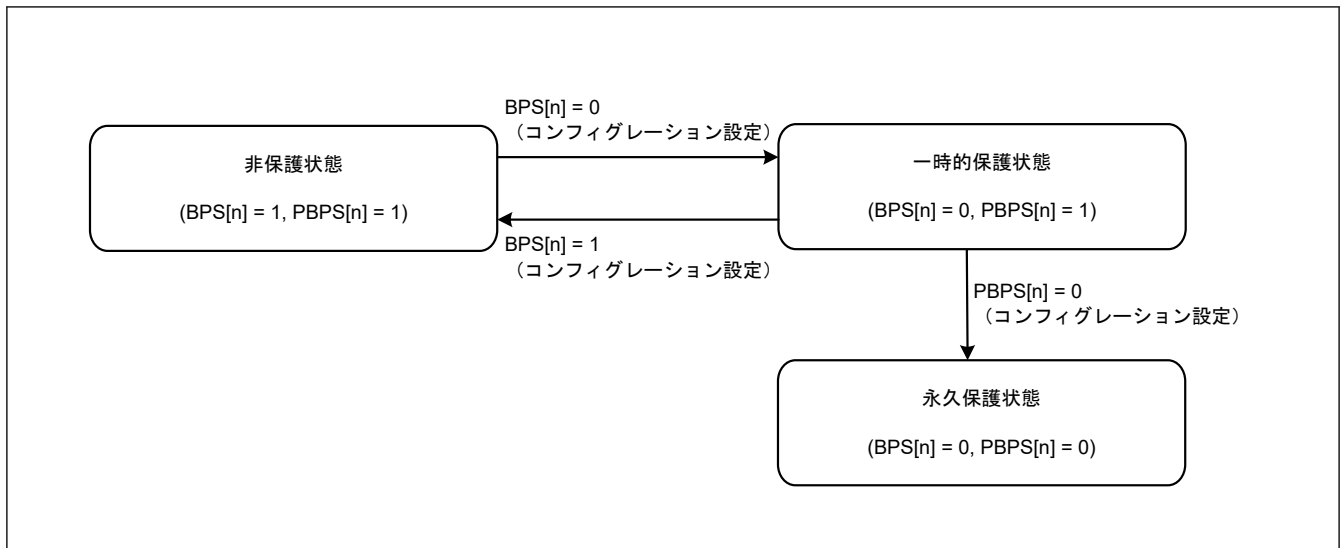 BPS[n] = 0
（コンフィグレーション設定）
非保護状態
(BPS[n] = 1, PBPS[n] = 1)
一時的保護状態
(BPS[n] = 0, PBPS[n] = 1)
BPS[n] = 1
（コンフィグレーション設定）
PBPS[n] = 0
（コンフィグレーション設定）
永久保護状態
(BPS[n] = 0, PBPS[n] = 0)